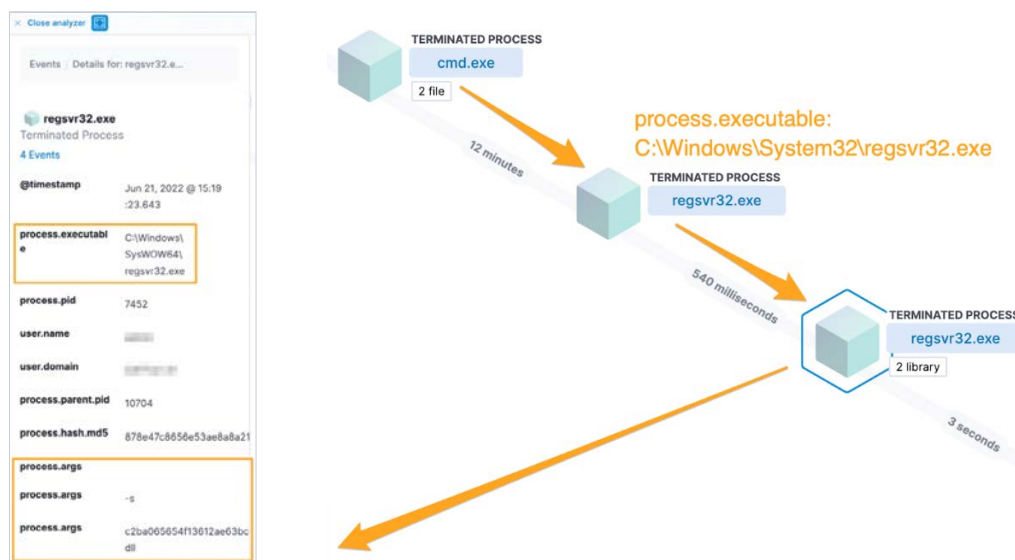 × Close analyzer
Events / Details for: regsvr32.e...
regsvr32.exe
Terminated Process
4 Events
@timestamp
Jun 21, 2022 @ 15:19
:23.643
process.executabl
e
C:\Windows\
SysWOW64\
regsvr32.exe
process.pid
7452
user.name
user.domain
process.parent.pid
10704
process.hash.md5
878e47c8656e53ae8a8a21
process.args
process.args
-s
process.args
c2ba065654f13612ae63bc
dll
TERMINATED PROCESS
cmd.exe
2 file
12 minutes
process.executable:
C:\Windows\System32\regsvr32.exe
TERMINATED PROCESS
regsvr32.exe
540 milliseconds
TERMINATED PROCESS
regsvr32.exe
2 library
3 seconds